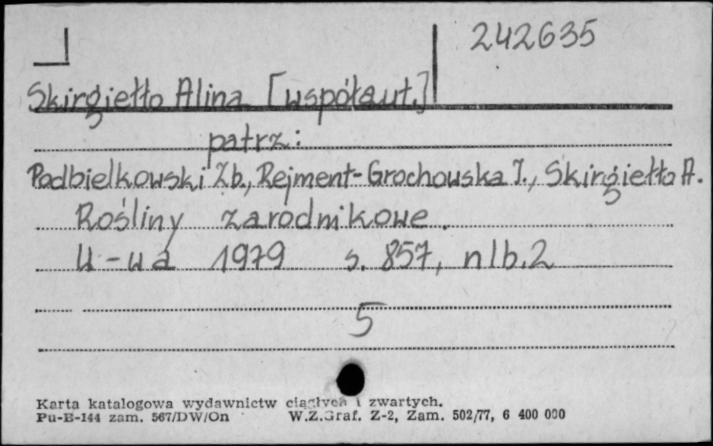 242635
Skirgiełło Alina [współaut.]
patrz:
Podbielkowski Zb., Rejment-Grochowska I., Skirgiełło A.
Rośliny zarodnikowe.
W-wa 1979 s. 857, nlb.2
5
Karta katalogowa wydawnictw ciągłych i zwartych.
Pu-B-144 zam. 567/DW/On W.Z.Graf. Z-2, Zam. 502/77, 6 400 000